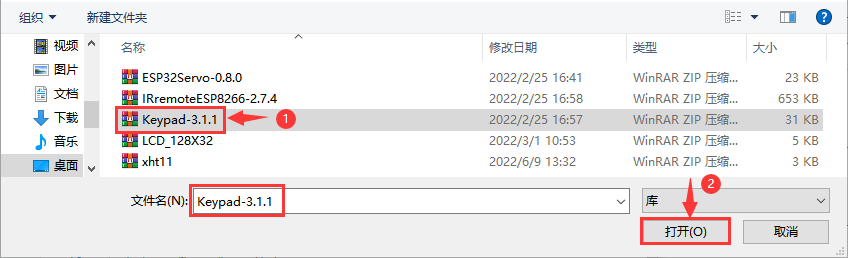 组织 新建文件夹
名称 修改日期 类型 大小
视频
图片
文档
下载
音乐
桌面
ESP32Servo-0.8.0 2022/2/25 16:41 WinRAR ZIP 压缩... 23 KB
IRremoteESP8266-2.7.4 2022/2/25 16:58 WinRAR ZIP 压缩... 653 KB
Keypad-3.1.1 1 2022/2/25 16:57 WinRAR ZIP 压缩... 31 KB
LCD_128X32 2022/3/1 10:53 WinRAR ZIP 压缩... 5 KB
xht11 2022/6/9 13:32 WinRAR ZIP 压缩... 3 KB
2
文件名(N): Keypad-3.1.1 库
打开(O) 取消